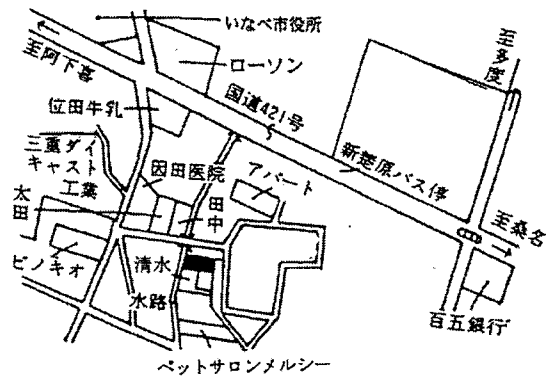 いなべ市役所
至阿下喜
ローソン
至多度
位田牛乳
国道421号
三重ダイ
キャスト
工業
因田医院
アパート
新楚原バス停
太田
田中
至桑名
ピノキオ
清水
水路
百五銀行
ペットサロンメルシー